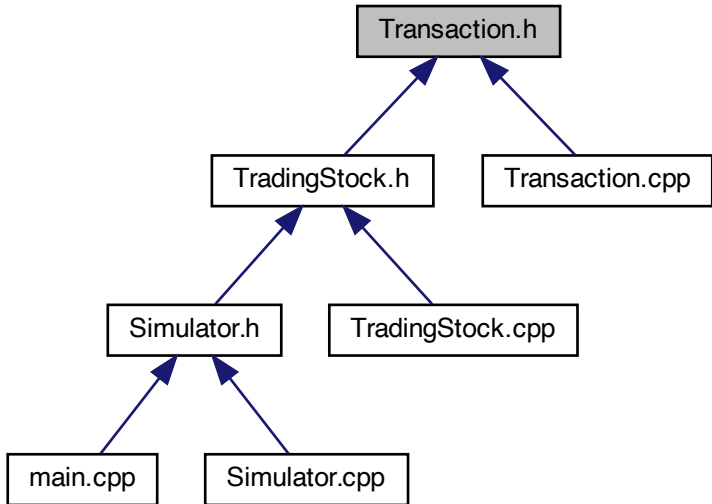 Transaction.h
TradingStock.h
Transaction.cpp
Simulator.h
TradingStock.cpp
main.cpp
Simulator.cpp